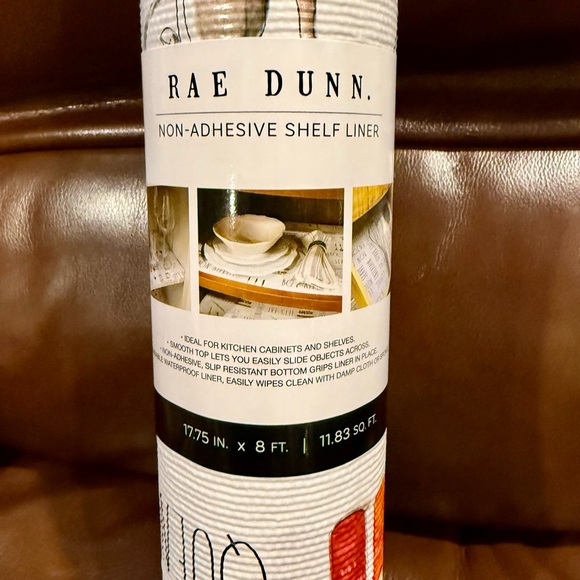 RAE DUNN.
NON-ADHESIVE SHELF LINER
• IDEAL FOR KITCHEN CABINETS AND SHELVES.
• SMOOTH TOP LETS YOU EASILY SLIDE OBJECTS ACROSS.
• NON-ADHESIVE, SLIP RESISTANT BOTTOM GRIPS LINER IN PLACE.
WATERPROOF LINER, EASILY WIPES CLEAN WITH DAMP CLOTH OR
17.75 IN. x 8 FT. | 11.83 SQ. FT.